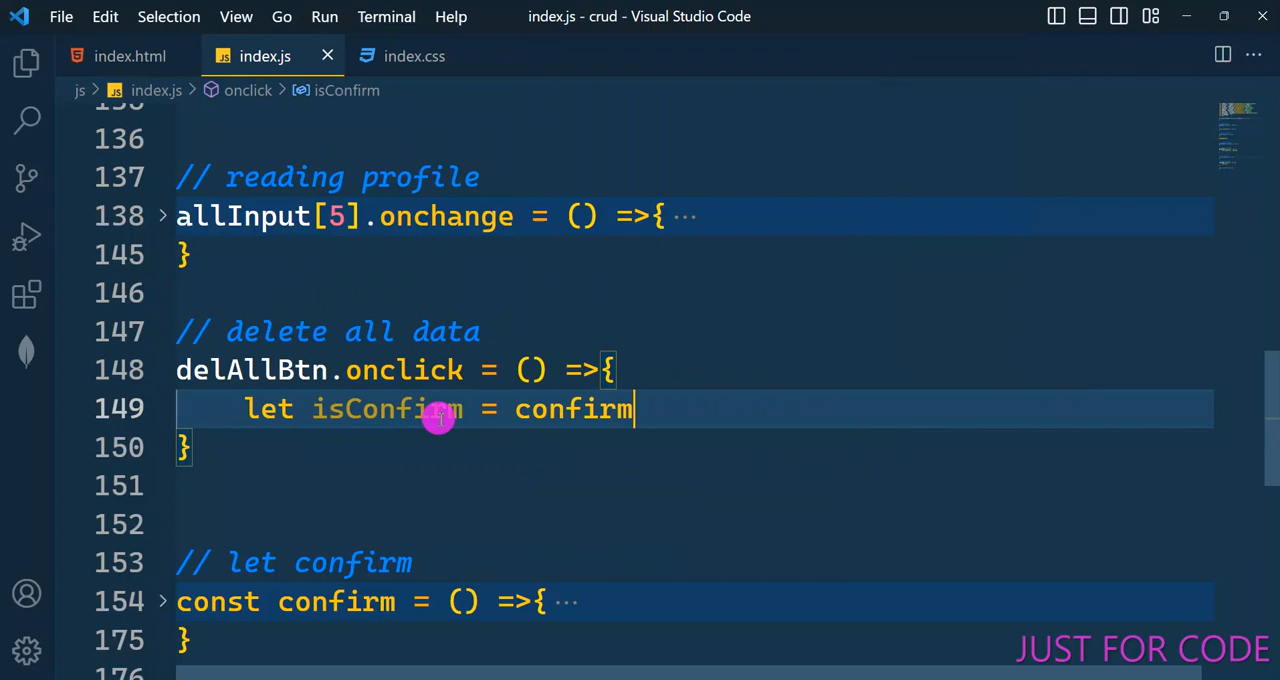 File Edit Selection View Go Run Terminal Help index.js - crud - Visual Studio Code
index.html JS index.js index.css
js > JS index.js > onclick > isConfirm
136
137 // reading profile
138 allInput[5].onchange = () =>{ ···
145 }
146
147 // delete all data
148 delAllBtn.onclick = () =>{
149 let isConfirm = confirm
150 }
151
152
153 // let confirm
154 const confirm = () =>{ ···
175 }
176
JUST FOR CODE